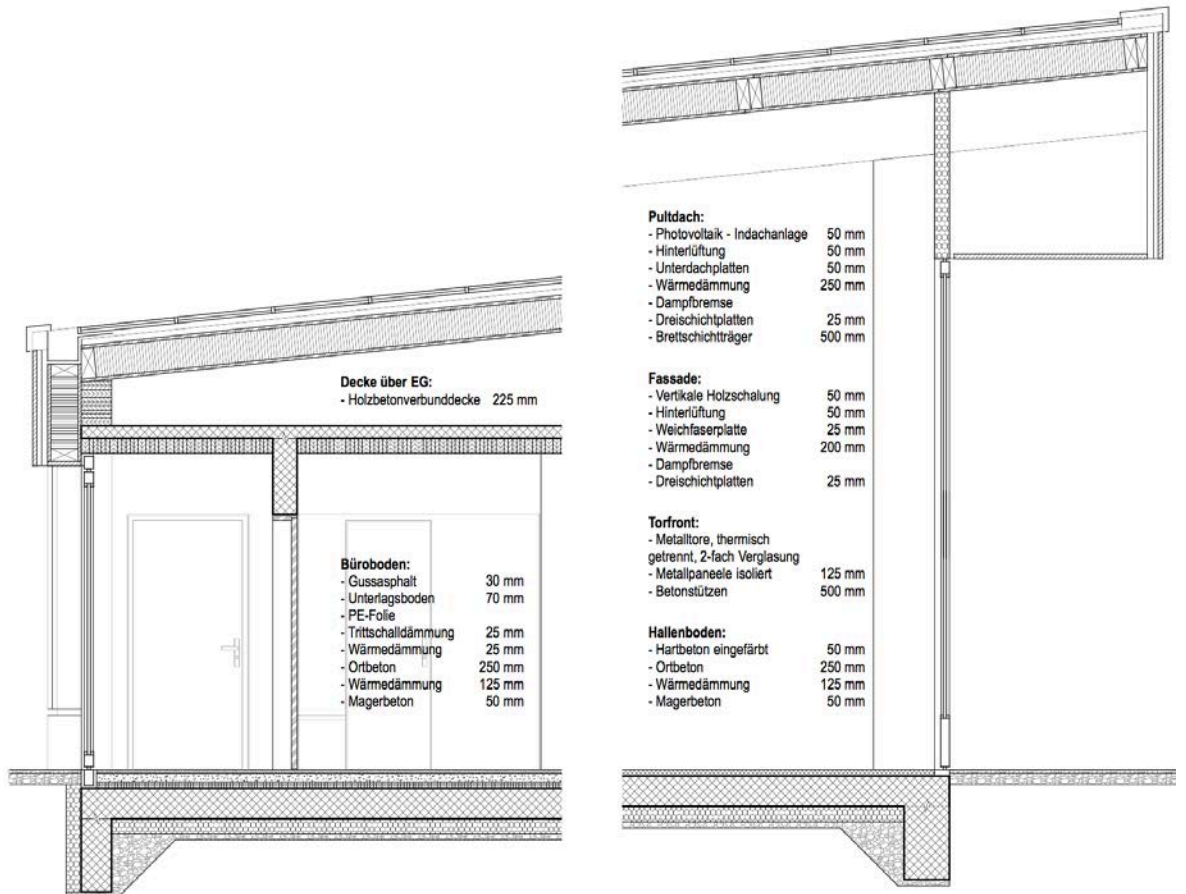 Decke über EG:
- Holzbetonverbunddecke 225 mm
Büroboden:
- Gussasphalt 30 mm
- Unterlagsboden 70 mm
- PE-Folie
- Trittschalldämmung 25 mm
- Wärmedämmung 25 mm
- Ortbeton 250 mm
- Wärmedämmung 125 mm
- Magerbeton 50 mm
Pultdach:
- Photovoltaik - Indachanlage 50 mm
- Hinterlüftung 50 mm
- Unterdachplatten 50 mm
- Wärmedämmung 250 mm
- Dampfbremse
- Dreischichtplatten 25 mm
- Brettschichtträger 500 mm
Fassade:
- Vertikale Holzschalung 50 mm
- Hinterlüftung 50 mm
- Weichfaserplatte 25 mm
- Wärmedämmung 200 mm
- Dampfbremse
- Dreischichtplatten 25 mm
Torfront:
- Metalltore, thermisch
getrennt, 2-fach Verglasung
- Metallpaneele isoliert 125 mm
- Betonstützen 500 mm
Hallenboden:
- Hartbeton eingefärbt 50 mm
- Ortbeton 250 mm
- Wärmedämmung 125 mm
- Magerbeton 50 mm